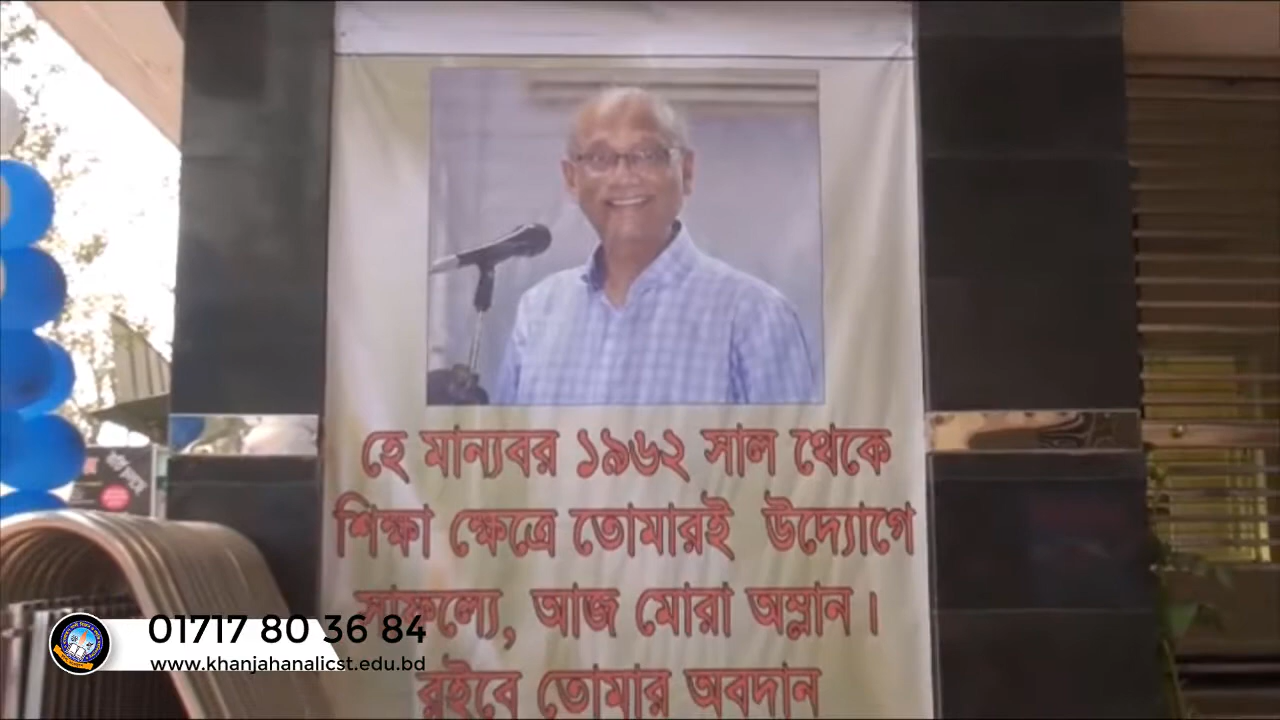 হে মান্যবর ১৯৬২ সাল থেকে
শিক্ষা ক্ষেত্রে তোমারই উদ্যোগে
সাফল্যে, আজ মোরা অম্লান।
রইবে তোমার অবদান
01717 80 36 84
www.khanjahanalicst.edu.bd